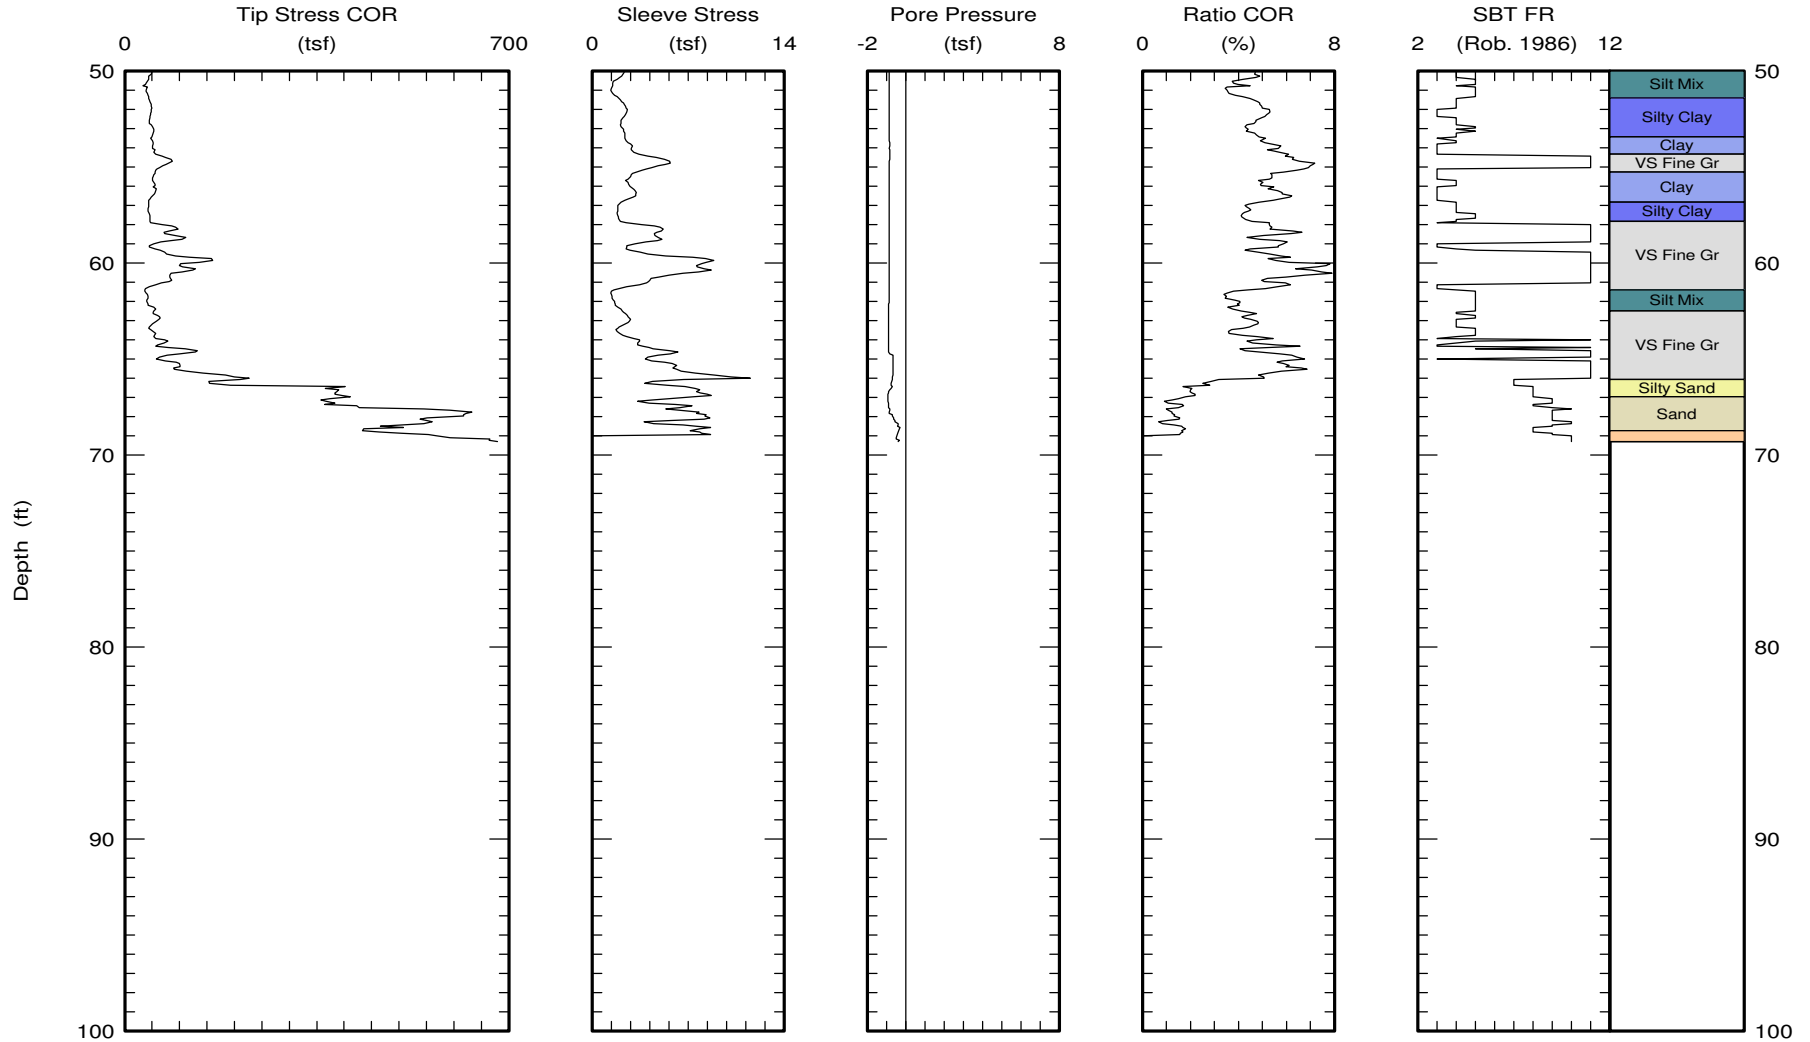 Tip Stress COR Sleeve Stress Pore Pressure Ratio COR SBT FR
0 (tsf) 700 0 (tsf) 14 -2 (tsf) 8 0 (%) 8 2 (Rob. 1986) 12
50 50
Silt Mix
Silty Clay
Clay
VS Fine Gr
Clay
Silty Clay
VS Fine Gr
60 60
Silt Mix
VS Fine Gr
Silty Sand
Sand
70 70
Depth (ft)
80 80
90 90
100 100